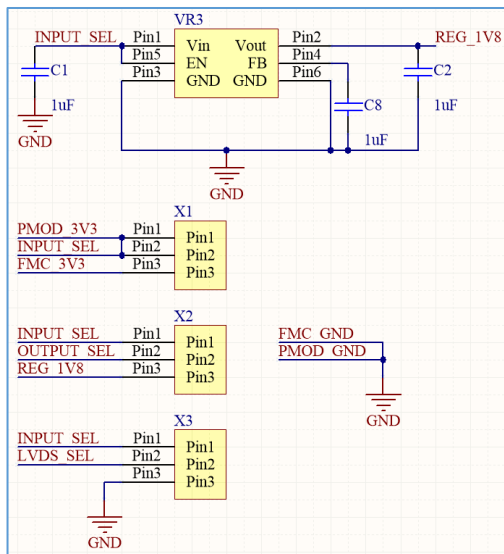 VR3
INPUT_SEL Pin1 Vin Vout Pin2 REG_1V8
Pin5 EN FB Pin4
C1 Pin3 GND GND Pin6 C2
C8
1uF 1uF 1uF
GND
GND
X1
PMOD_3V3 Pin1 Pin1
INPUT_SEL Pin2 Pin2
FMC_3V3 Pin3 Pin3
X2
INPUT_SEL Pin1 Pin1 FMC_GND
OUTPUT_SEL Pin2 Pin2 PMOD_GND
REG_1V8 Pin3 Pin3
GND
X3
INPUT_SEL Pin1 Pin1
LVDS_SEL Pin2 Pin2
Pin3 Pin3
GND